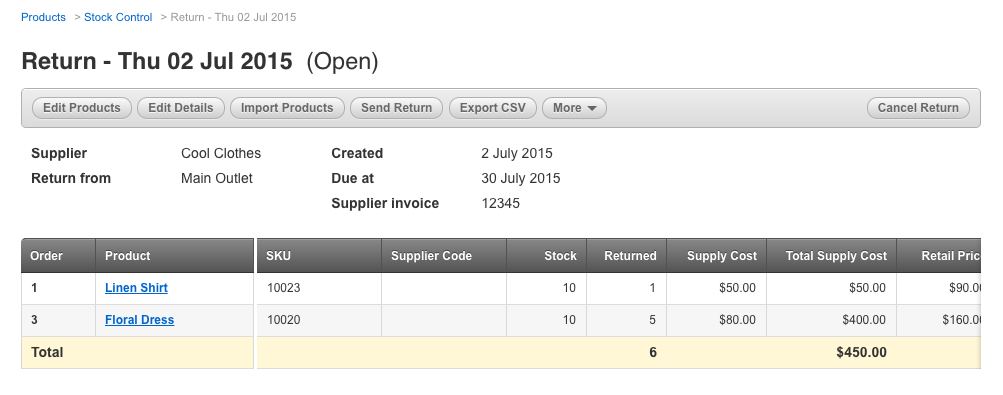 Products > Stock Control > Return - Thu 02 Jul 2015
Return - Thu 02 Jul 2015 (Open)
Edit Products Edit Details Import Products Send Return Export CSV More Cancel Return
Supplier Cool Clothes Created 2 July 2015
Return from Main Outlet Due at 30 July 2015
Supplier invoice 12345
Order Product SKU Supplier Code Stock Returned Supply Cost Total Supply Cost Retail Pric
1 Linen Shirt 10023 10 1 $50.00 $50.00 $90.0
3 Floral Dress 10020 10 5 $80.00 $400.00 $160.0
Total 6 $450.00